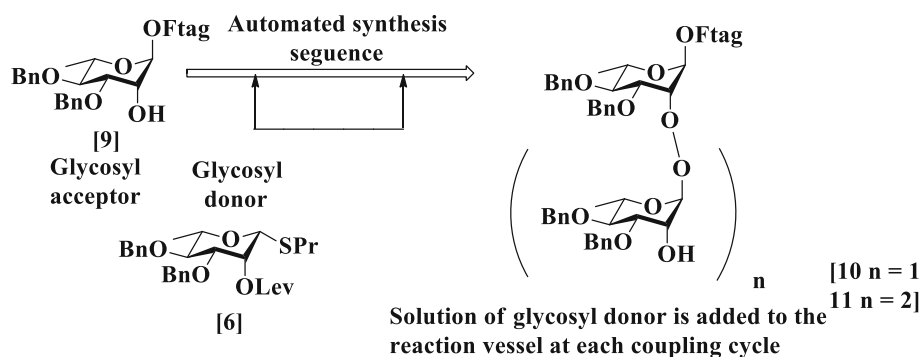 OFtag
O
BnO
BnO
OH
[9]
Glycosyl
acceptor
Automated synthesis
seguence
Glycosyl
donor
O
SPr
BnO
BnO
OLev
[6]
OFtag
O
BnO
BnO
O
O
O
BnO
BnO
OH
n
[10 n = 1
11 n = 2]
Solution of glycosyl donor is added to the
reaction vessel at each coupling cycle